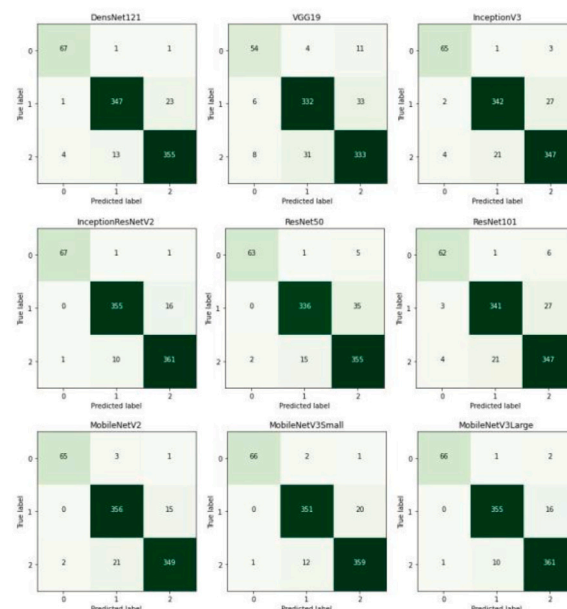 DensNet121 VGG19 InceptionV3
0 67 1 1 0 54 4 11 0 65 1 3
True label 1 1 347 23 True label 1 6 332 33 True label 1 2 342 27
2 4 13 355 2 8 31 333 2 4 21 347
0 1 2 0 1 2 0 1 2
Predicted label Predicted label Predicted label
InceptionResNetV2 ResNet50 ResNet101
0 67 1 1 0 63 1 5 0 62 1 6
True label 1 0 355 16 True label 1 0 336 35 True label 1 3 341 27
2 1 10 361 2 2 15 355 2 4 21 347
0 1 2 0 1 2 0 1 2
Predicted label Predicted label Predicted label
MobileNetV2 MobileNetV3Small MobileNetV3Large
0 65 3 1 0 66 2 1 0 66 1 2
True label 1 0 356 15 True label 1 0 351 20 True label 1 0 355 16
2 2 21 349 2 1 12 359 2 1 10 361
0 1 2 0 1 2 0 1 2
Predicted label Predicted label Predicted label